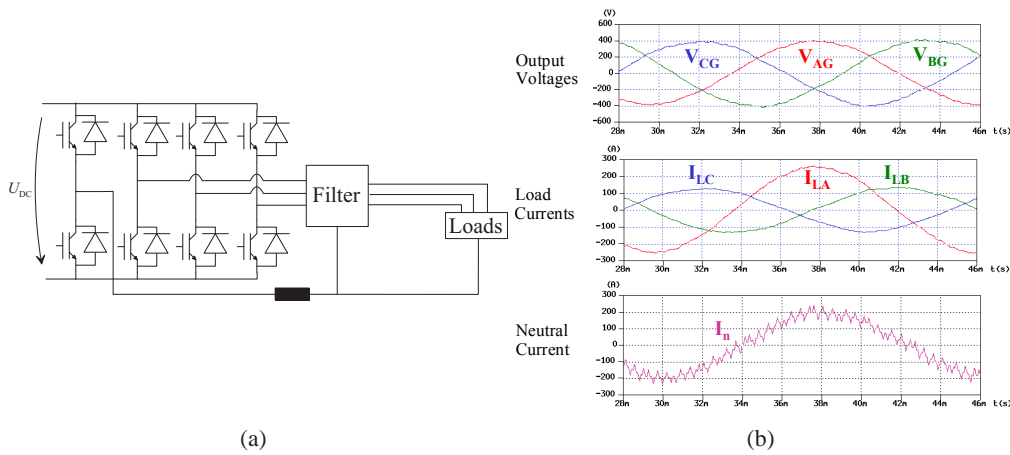 U_DC
Filter
Loads
(a)
Output
Voltages
(V)
600
400
200
0
-200
-400
-600
V_CG
V_AG
V_BG
28m 30m 32m 34m 36m 38m 40m 42m 44m 46m t(s)
Load
Currents
(A)
300
200
100
0
-100
-200
-300
I_LC
I_LA
I_LB
28m 30m 32m 34m 36m 38m 40m 42m 44m 46m t(s)
Neutral
Current
(A)
200
100
0
-100
-200
-300
I_n
28m 30m 32m 34m 36m 38m 40m 42m 44m 46m t(s)
(b)